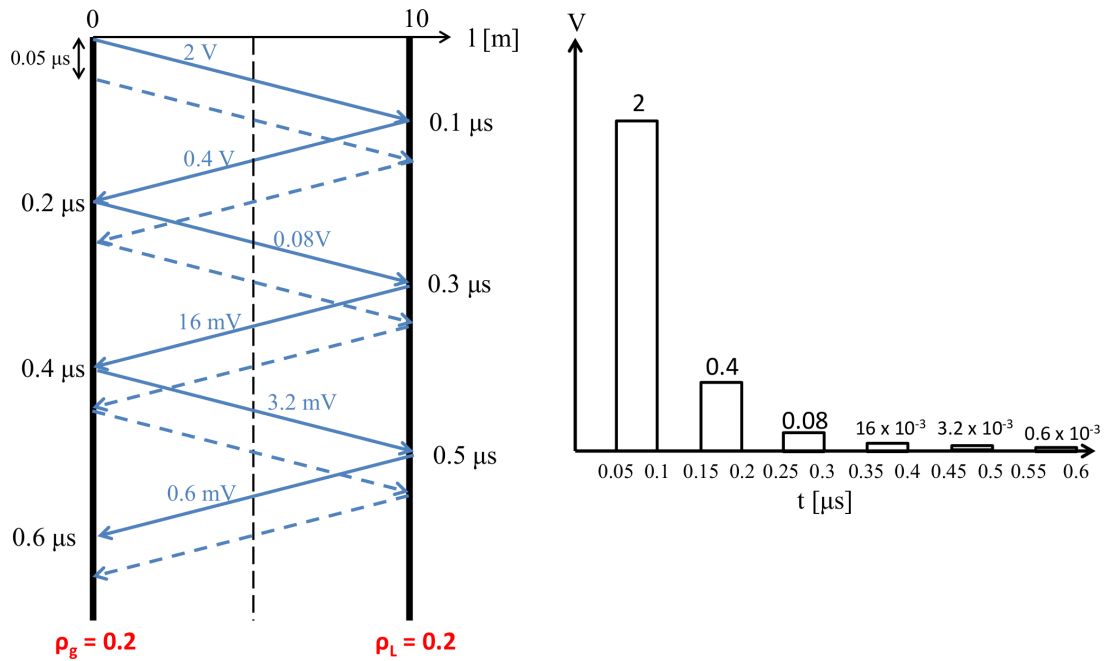 0
10
l [m]
0.05 μs
2 V
0.1 μs
0.4 V
0.2 μs
0.08V
0.3 μs
16 mV
0.4 μs
3.2 mV
0.5 μs
0.6 mV
0.6 μs
ρg = 0.2
ρL = 0.2
V
2
0.4
0.08
16 x 10⁻³
3.2 x 10⁻³
0.6 x 10⁻³
0.05 0.1 0.15 0.2 0.25 0.3 0.35 0.4 0.45 0.5 0.55 0.6
t [μs]